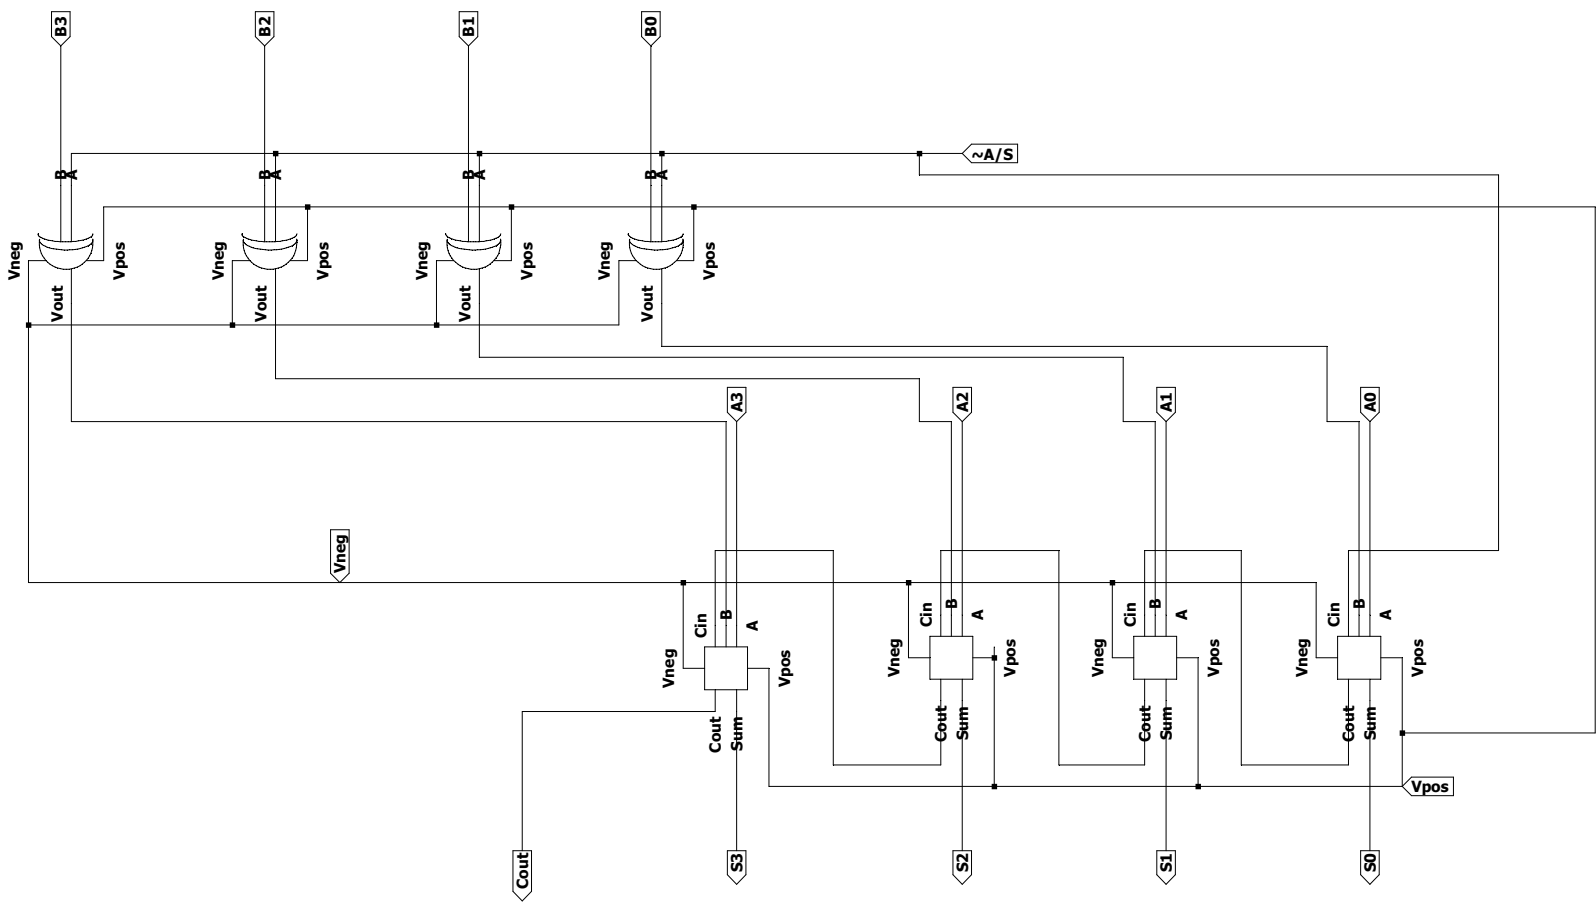 B3
B2
B1
B0
~A/S
B
A
B
A
B
A
B
A
Vneg
Vpos
Vneg
Vpos
Vneg
Vpos
Vneg
Vpos
Vout
Vout
Vout
Vout
A3
A2
A1
A0
Vneg
Cin
B
A
Cin
B
A
Cin
B
A
Cin
B
A
Vneg
Vpos
Vneg
Vpos
Vneg
Vpos
Vneg
Vpos
Cout
Sum
Cout
Sum
Cout
Sum
Cout
Sum
Vpos
Cout
S3
S2
S1
S0